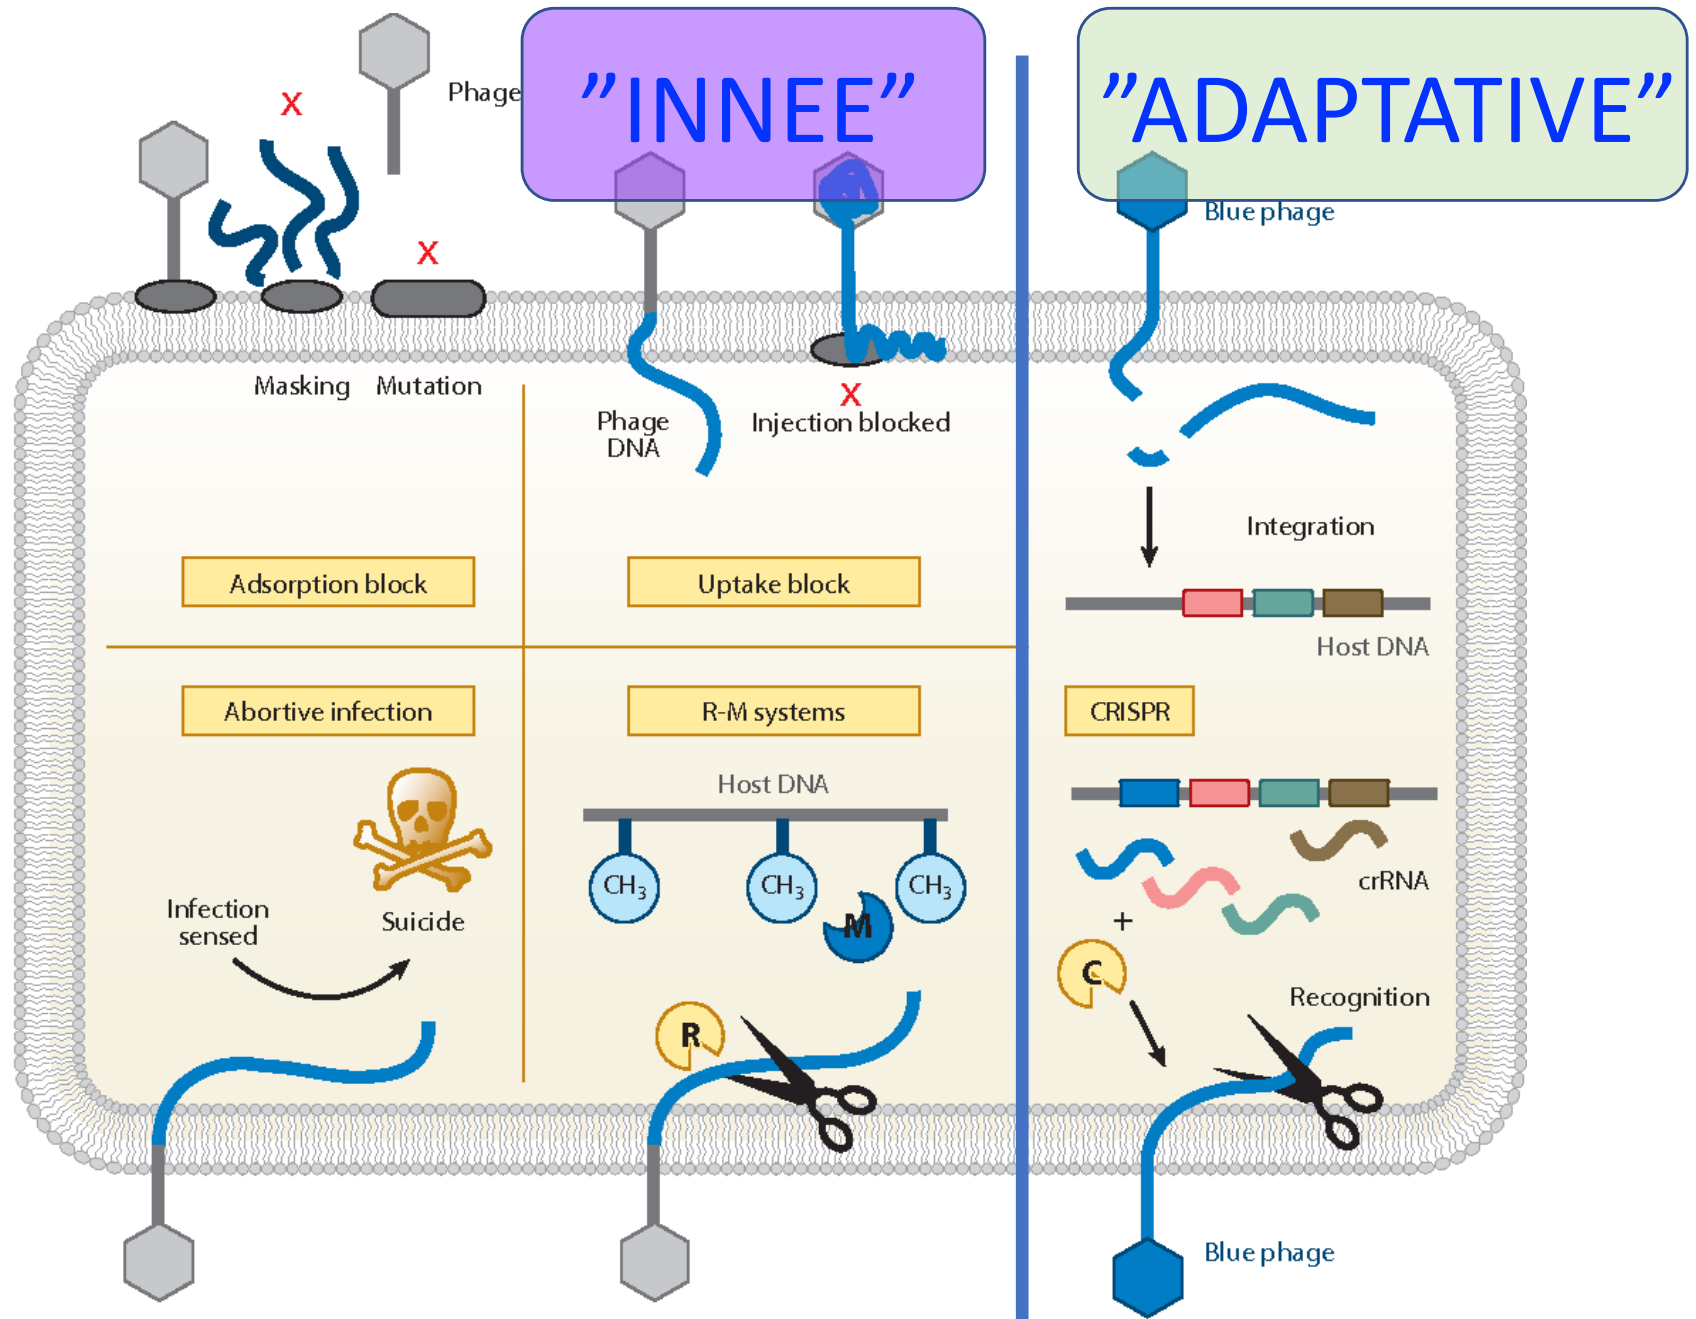 ”INNEE”
”ADAPTATIVE”
X
Phage
X
Blue phage
Masking
Mutation
X
Phage
DNA
Injection blocked
Integration
Adsorption block
Uptake block
Host DNA
Abortive infection
R-M systems
CRISPR
Host DNA
CH3
CH3
CH3
M
Infection
sensed
Suicide
crRNA
+
C
R
Recognition
Blue phage